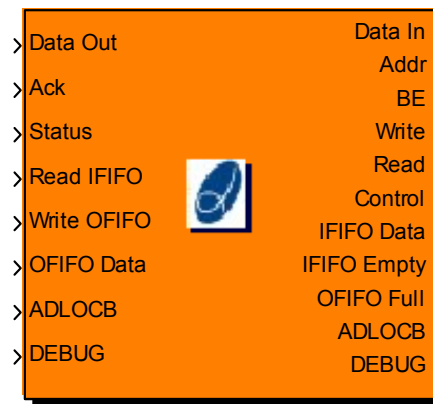 Data Out
Ack
Status
Read IFIFO
Write OFIFO
OFIFO Data
ADLOCB
DEBUG
Data In
Addr
BE
Write
Read
Control
IFIFO Data
IFIFO Empty
OFIFO Full
ADLOCB
DEBUG